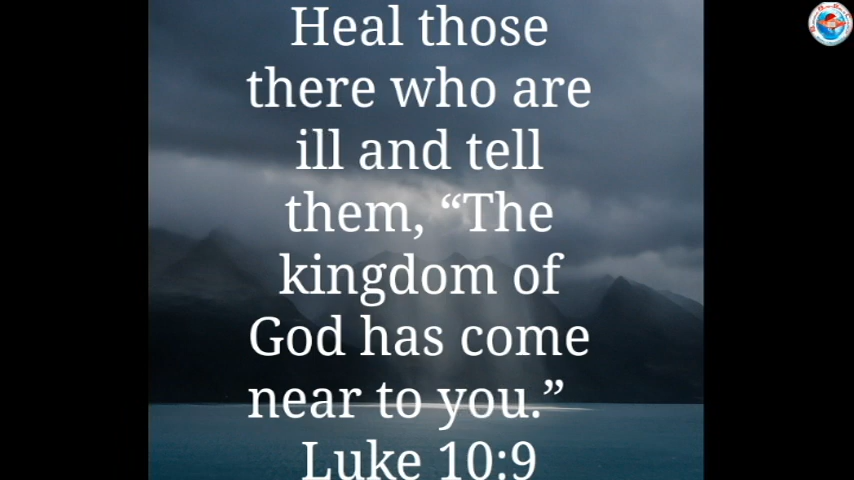 Heal those
there who are
ill and tell
them, “The
kingdom of
God has come
near to you.”
Luke 10:9